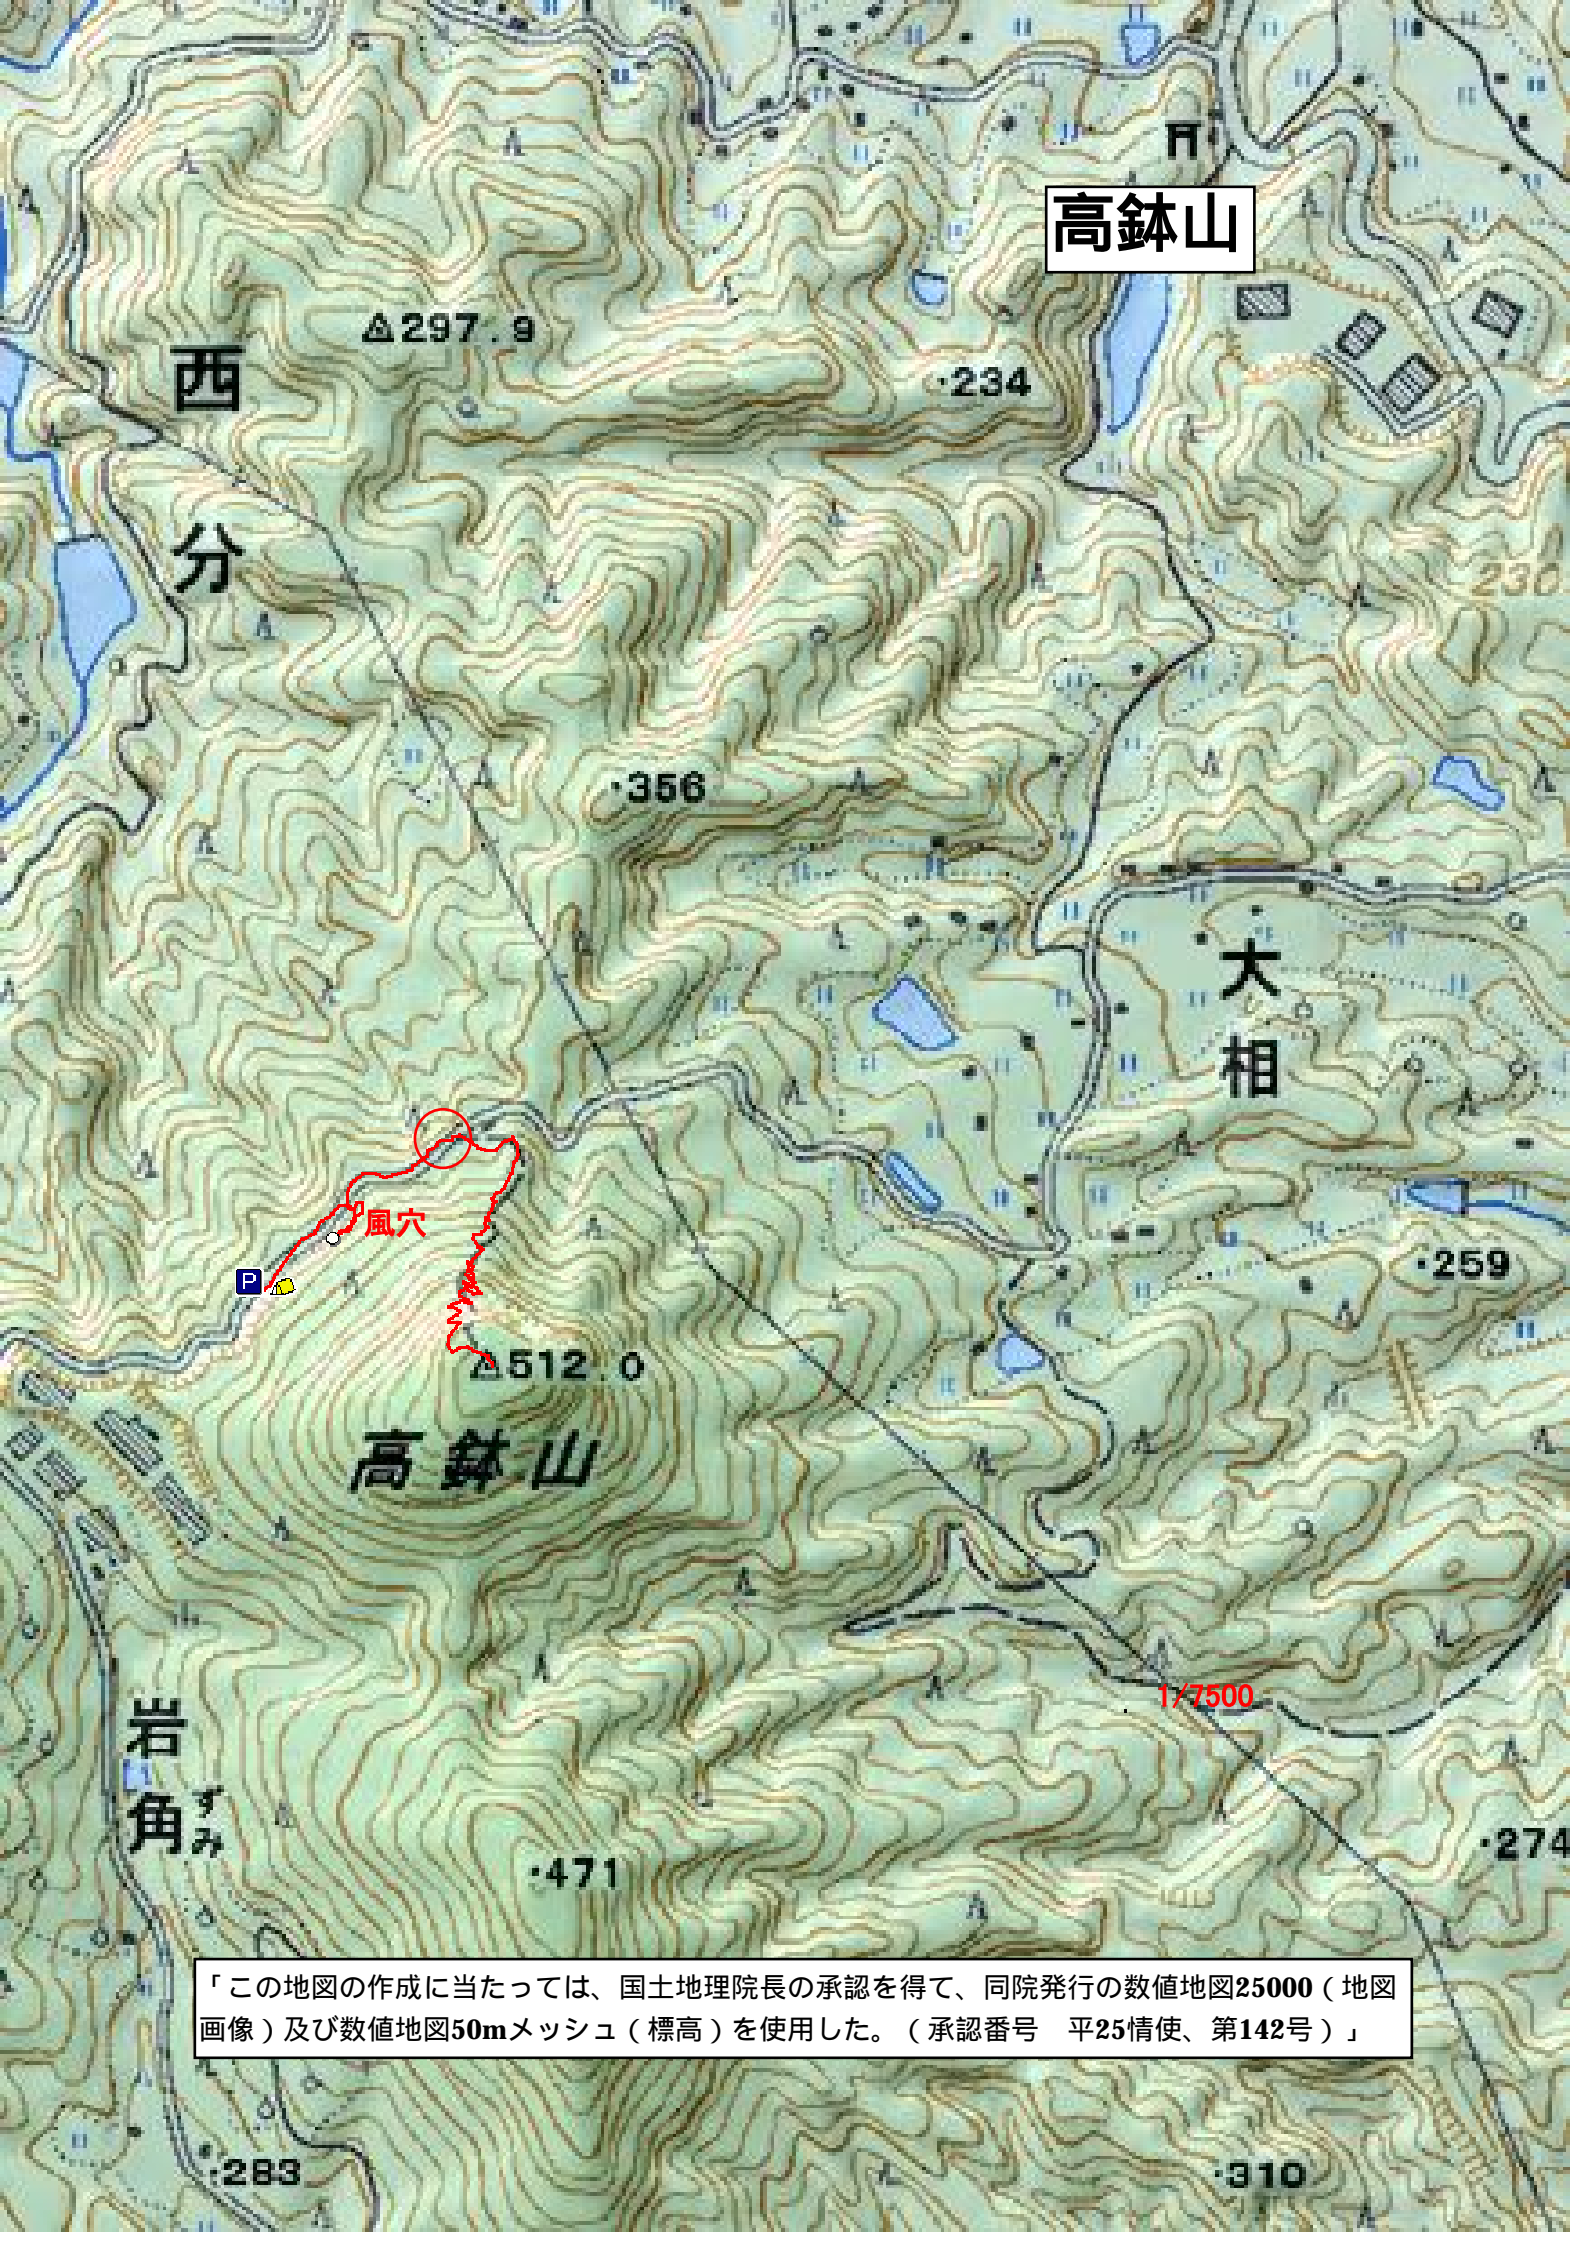 高鉢山
297.9
234
西
分
230
356
大
相
風穴
P
259
512.0
高鉢山
1/7500
岩
角
ずみ
471
274
「この地図の作成に当たっては、国土地理院長の承認を得て、同院発行の数値地図25000（地図
画像）及び数値地図50mメッシュ（標高）を使用した。（承認番号　平25情使、第142号）」
283
310